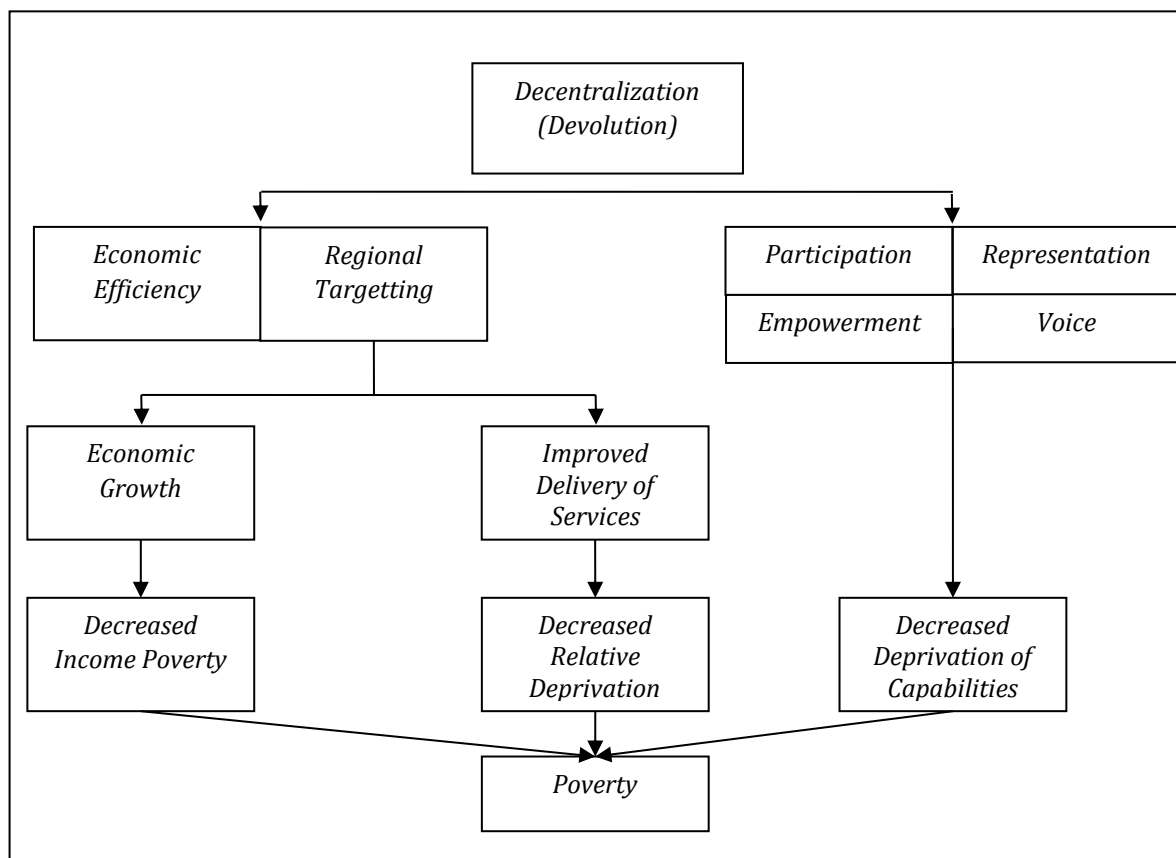 Decentralization
(Devolution)
Economic
Efficiency
Regional
Targetting
Participation
Representation
Empowerment
Voice
Economic
Growth
Improved
Delivery of
Services
Decreased
Income Poverty
Decreased
Relative
Deprivation
Decreased
Deprivation of
Capabilities
Poverty